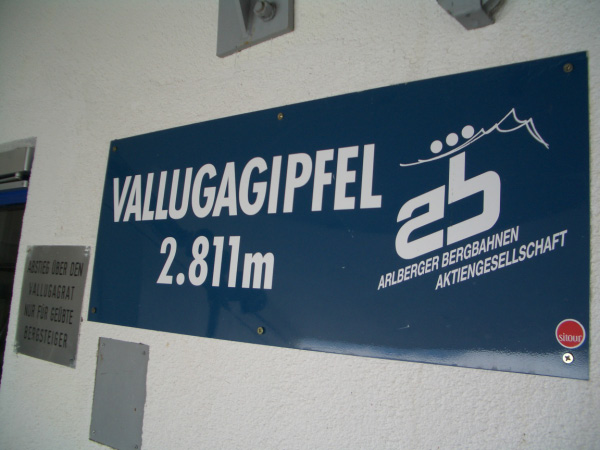 VALLUGAGIPFEL
2.811m
ab
ARLBERGER BERGBAHNEN
AKTIENGESELLSCHAFT
sitour
ABSTIEG ÜBER DEN
VALLUGAGRAT
NUR FÜR GEÜBTE
BERGSTEIGER